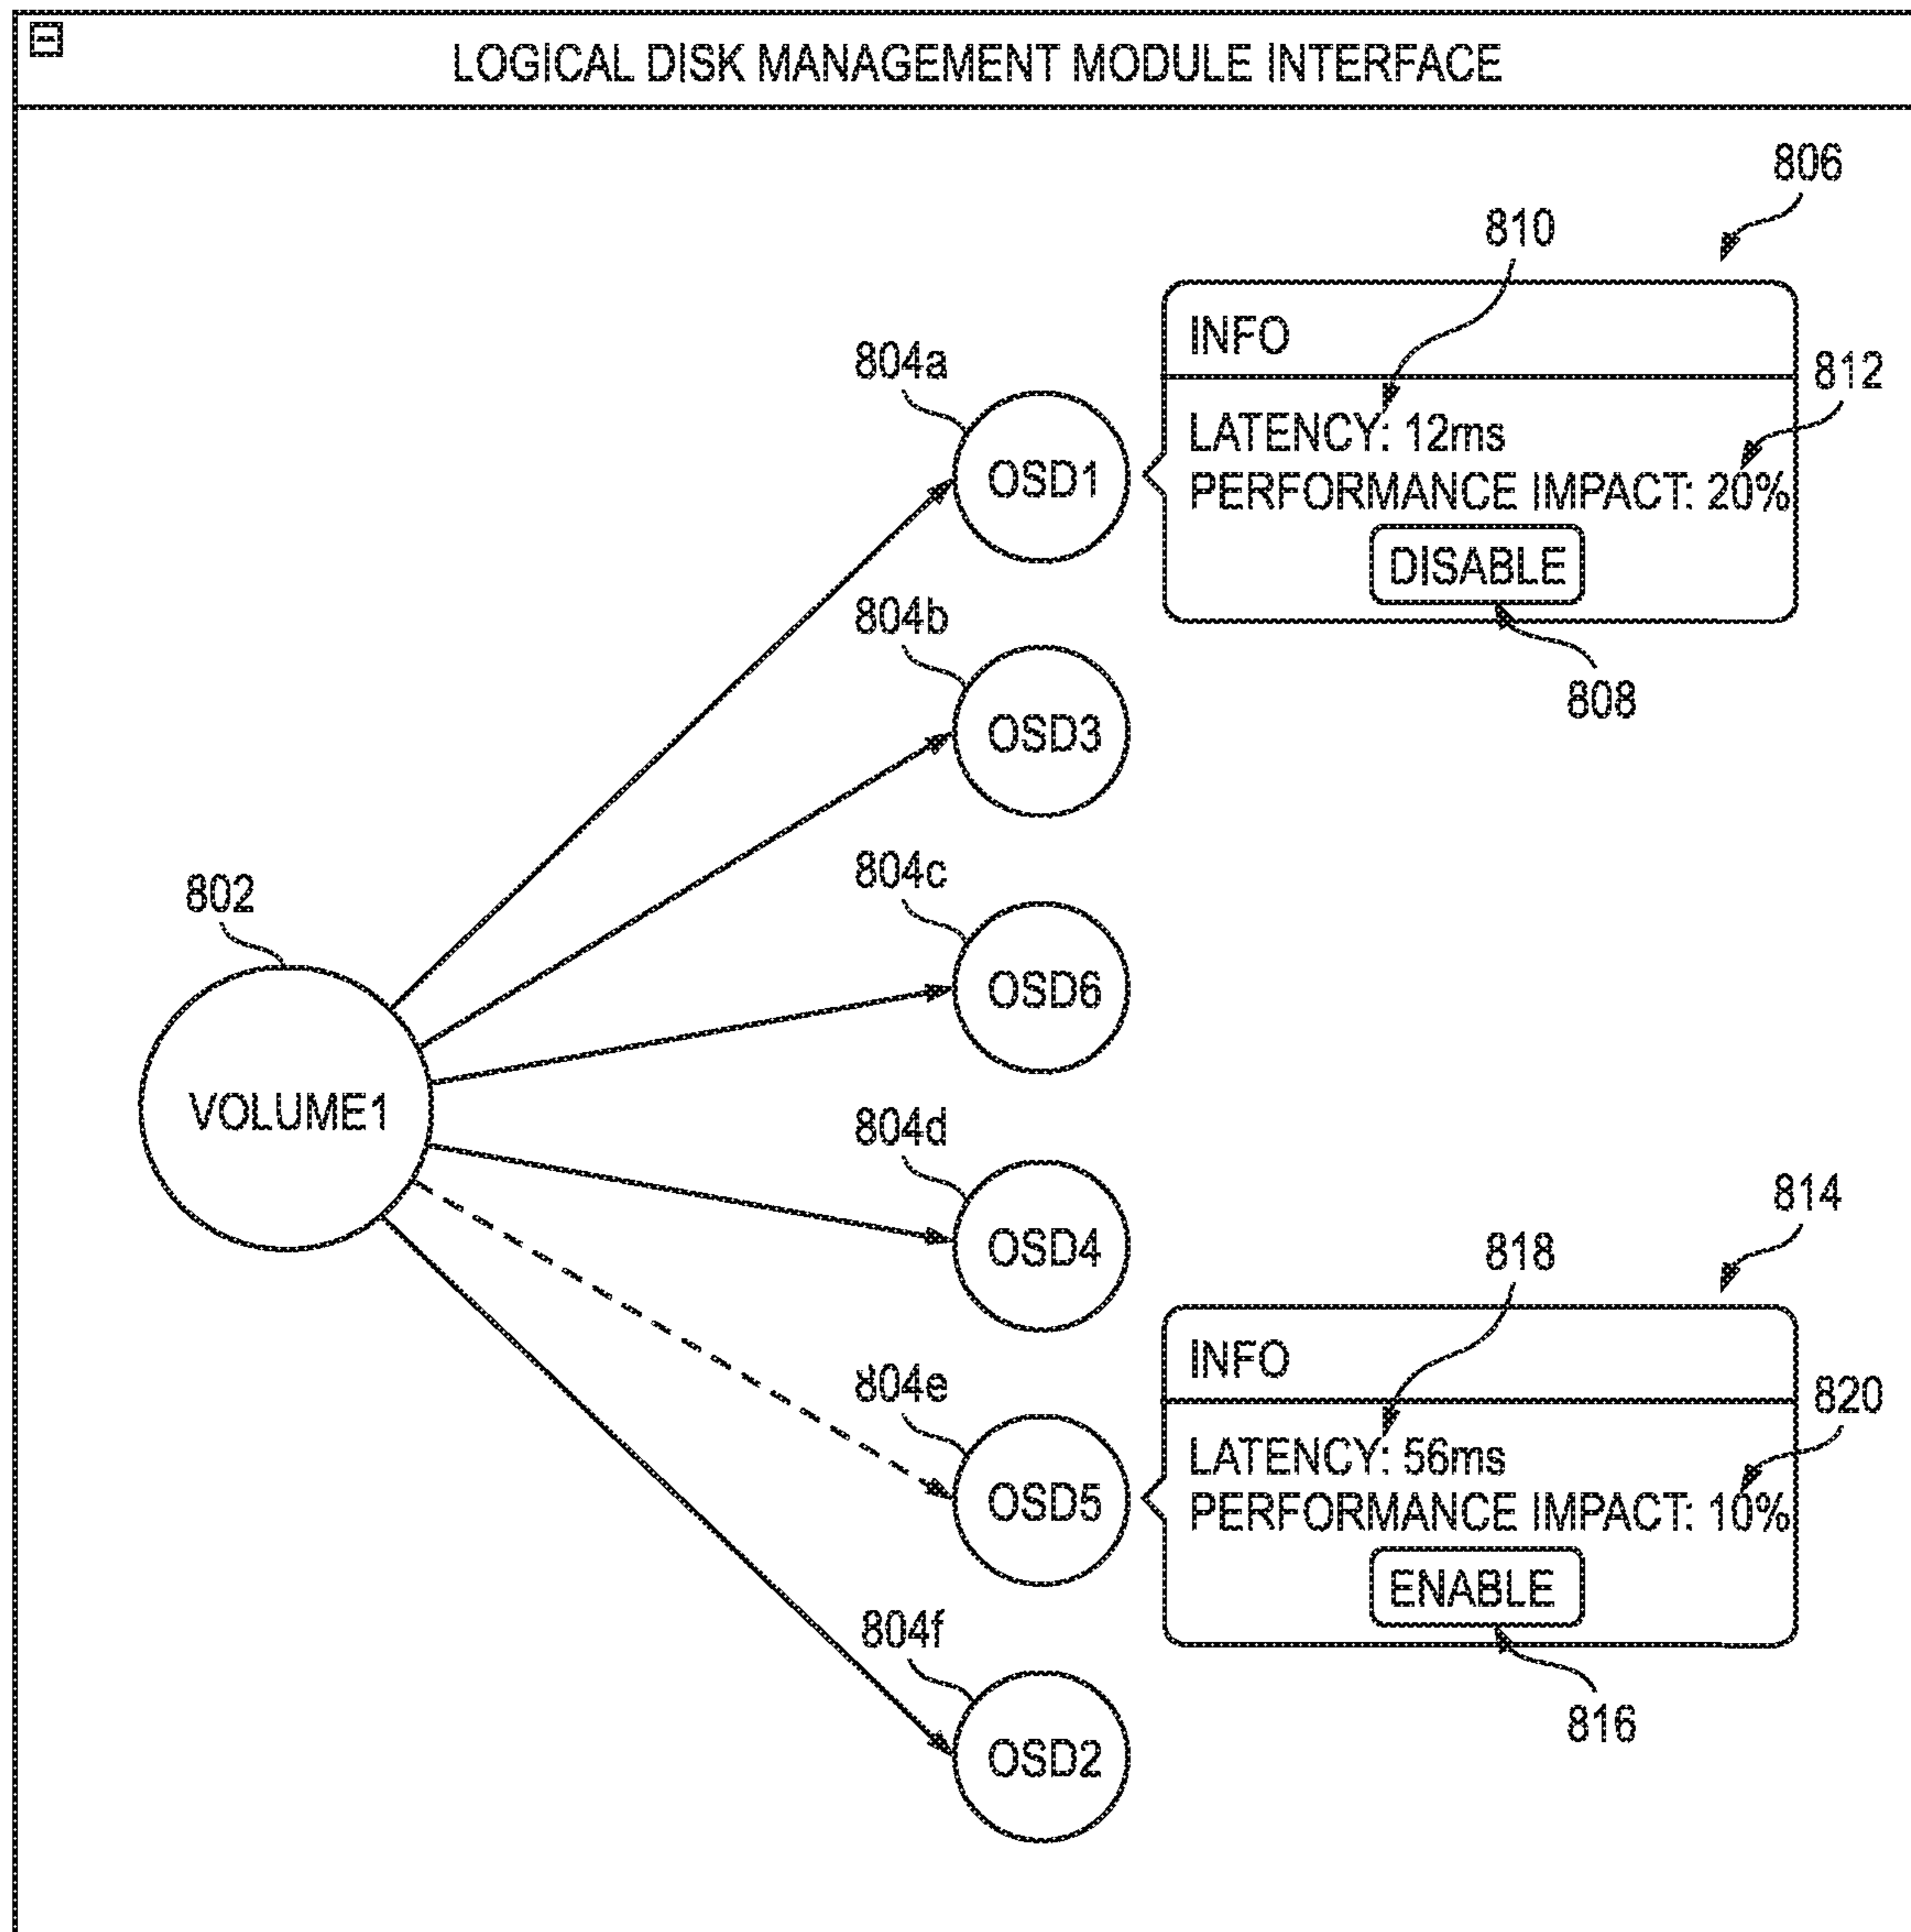 LOGICAL DISK MANAGEMENT MODULE INTERFACE
806
810
INFO
804a
812
LATENCY: 12ms
OSD1
PERFORMANCE IMPACT: 20%
DISABLE
804b
808
OSD3
804c
802
OSD6
VOLUME1
804d
814
OSD4
818
INFO
804e
820
LATENCY: 56ms
OSD5
PERFORMANCE IMPACT: 10%
ENABLE
804f
816
OSD2